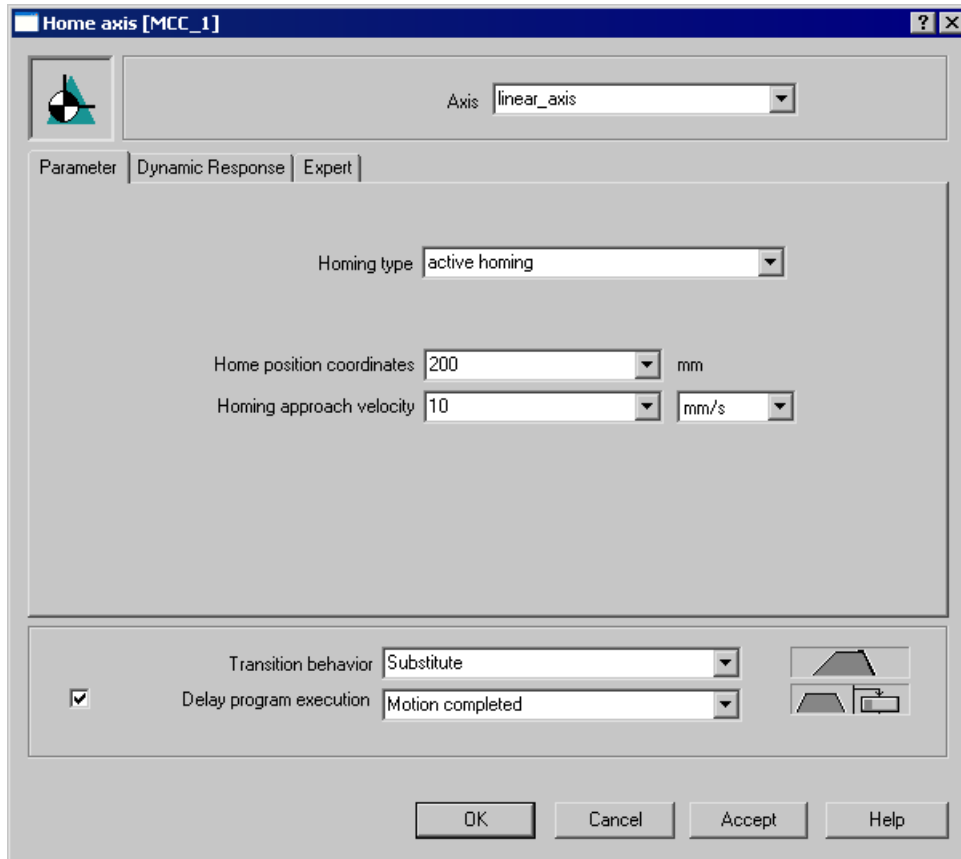 Home axis [MCC_1]
Axis linear_axis
Parameter Dynamic Response Expert
Homing type active homing
Home position coordinates 200 mm
Homing approach velocity 10 mm/s
Transition behavior Substitute
Delay program execution Motion completed
OK Cancel Accept Help